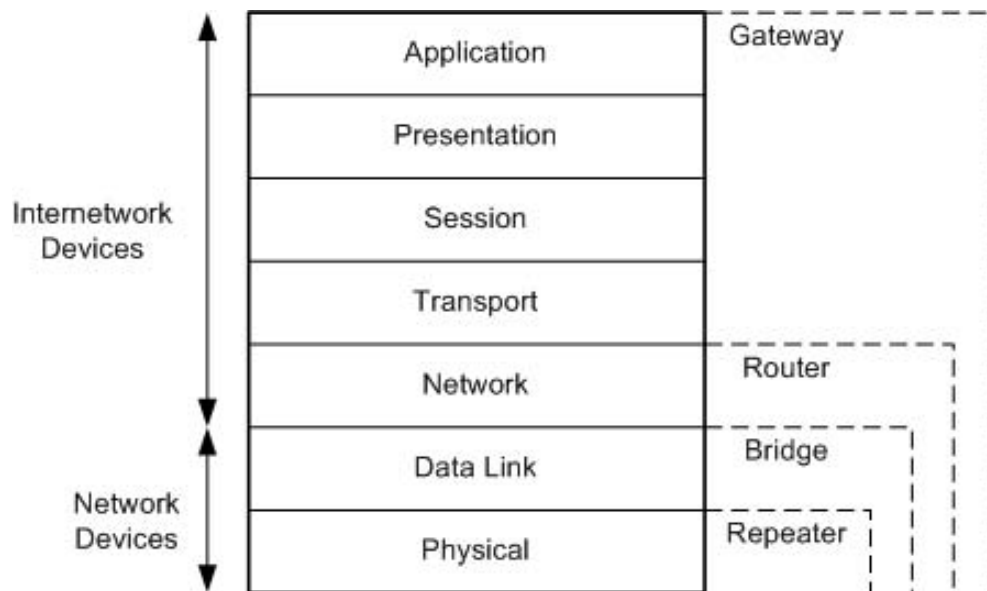 Application
Gateway
Presentation
Internetwork
Devices
Session
Transport
Network
Router
Data Link
Bridge
Network
Devices
Physical
Repeater